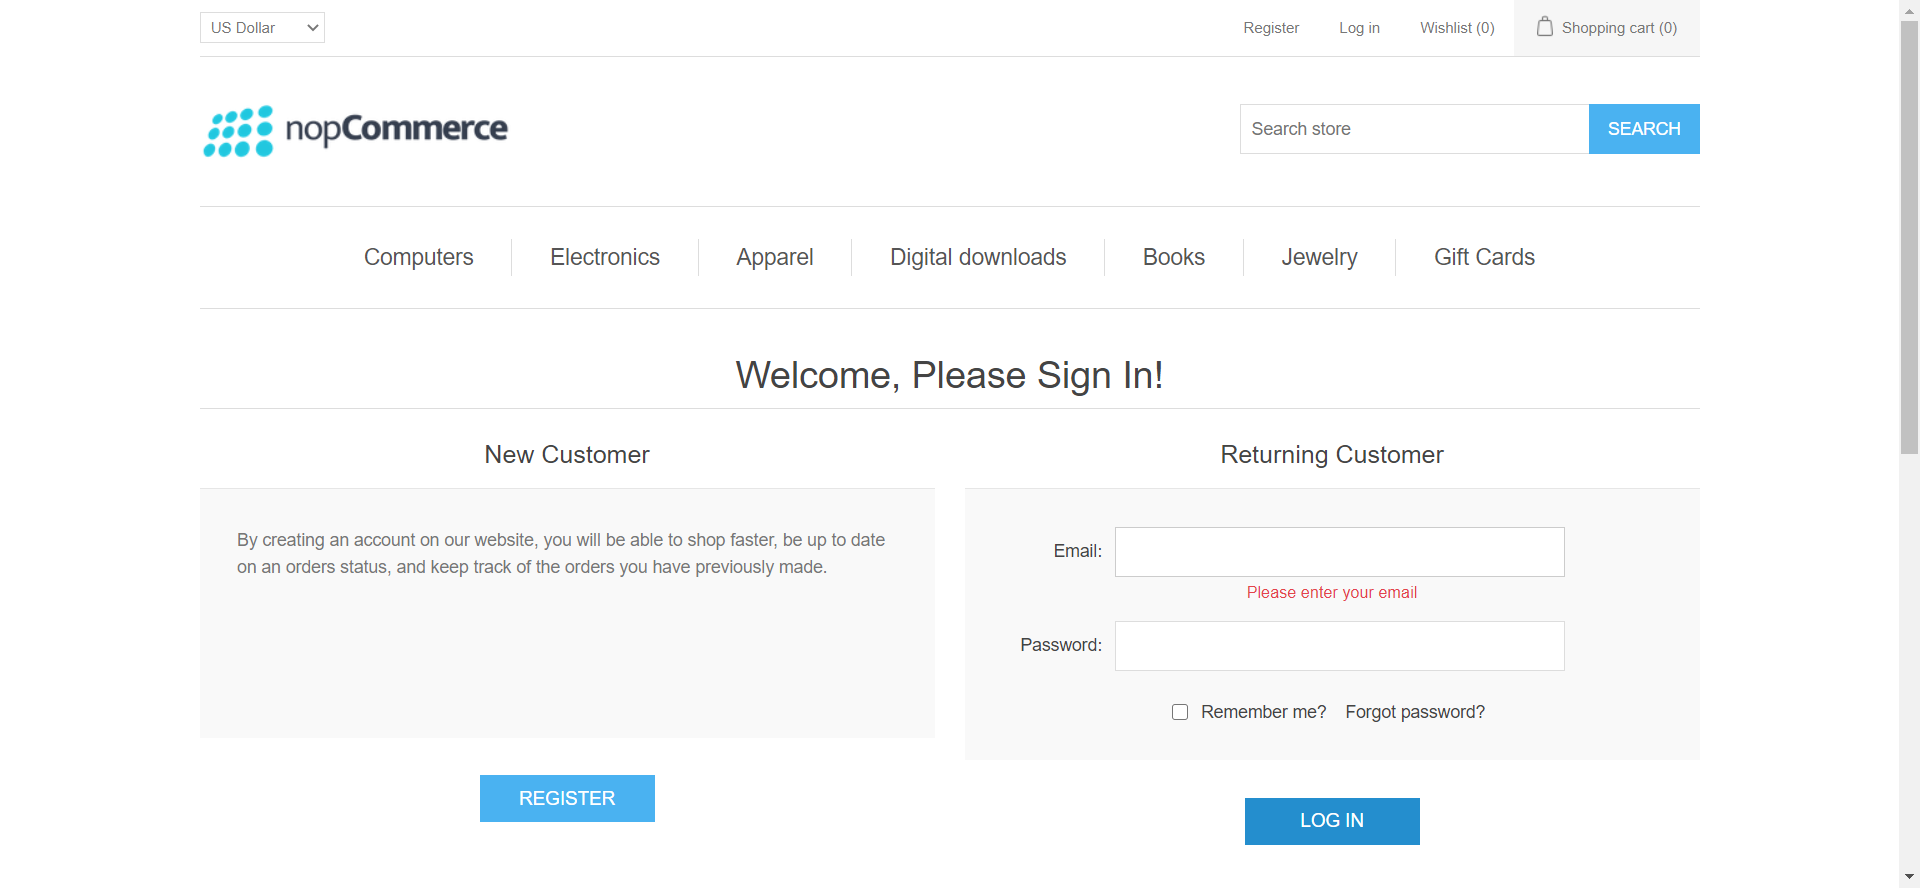 US Dollar
Register
Log in
Wishlist (0)
Shopping cart (0)
nopCommerce
Search store
SEARCH
Computers
Electronics
Apparel
Digital downloads
Books
Jewelry
Gift Cards
Welcome, Please Sign In!
New Customer
By creating an account on our website, you will be able to shop faster, be up to date
on an orders status, and keep track of the orders you have previously made.
REGISTER
Returning Customer
Email:
Please enter your email
Password:
Remember me?
Forgot password?
LOG IN